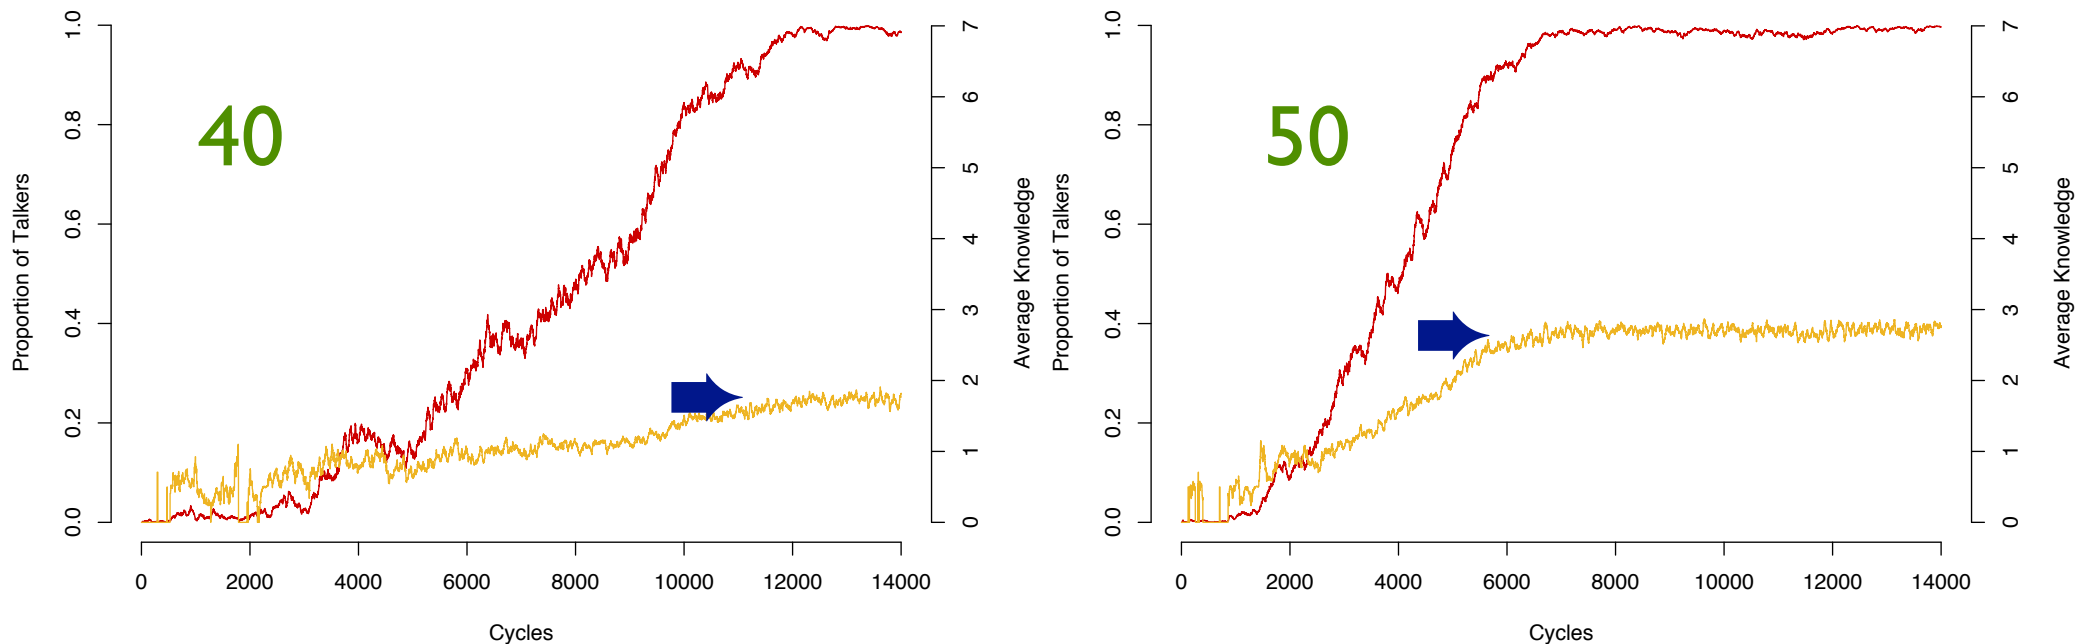 40
Proportion of Talkers
0.0 0.2 0.4 0.6 0.8 1.0
Average Knowledge
0 1 2 3 4 5 6 7
0 2000 4000 6000 8000 10000 12000 14000
Cycles
50
Proportion of Talkers
0.0 0.2 0.4 0.6 0.8 1.0
Average Knowledge
0 1 2 3 4 5 6 7
0 2000 4000 6000 8000 10000 12000 14000
Cycles